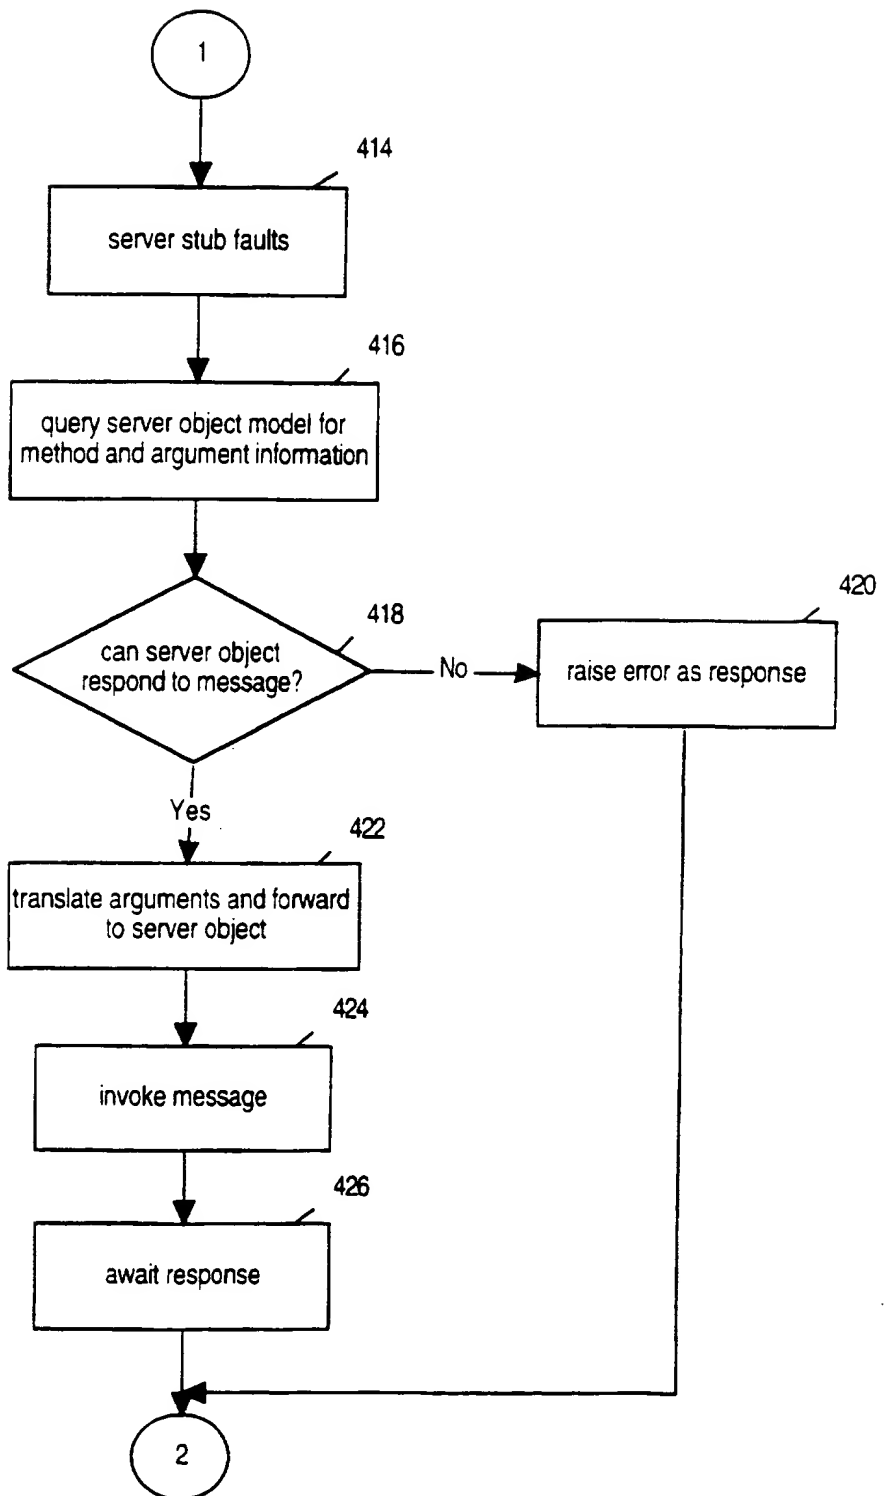 1
414
server stub faults
416
query server object model for
method and argument information
418
can server object
respond to message?
No
420
raise error as response
Yes
422
translate arguments and forward
to server object
424
invoke message
426
await response
2